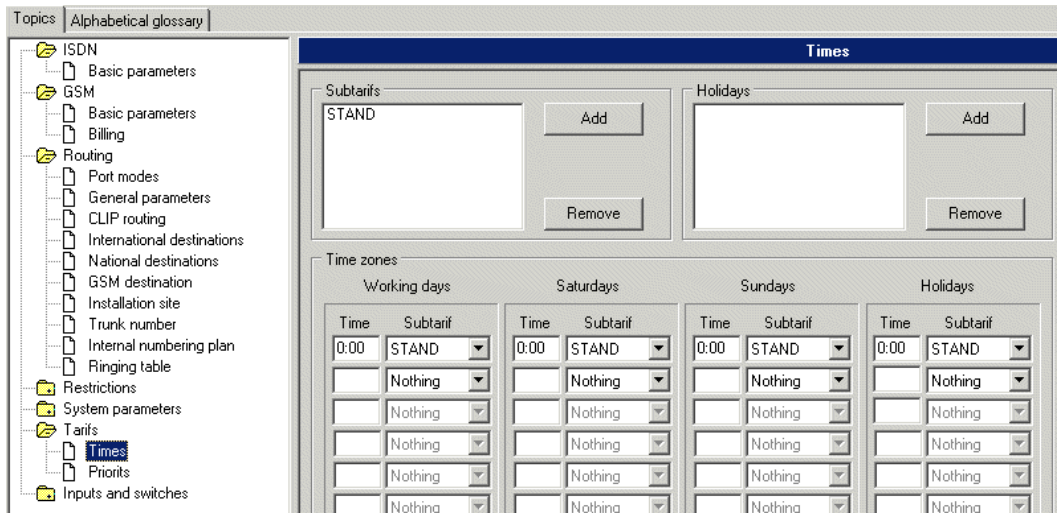 Topics Alphabetical glossary
ISDN
Basic parameters
GSM
Basic parameters
Billing
Routing
Port modes
General parameters
CLIP routing
International destinations
National destinations
GSM destination
Installation site
Trunk number
Internal numbering plan
Ringing table
Restrictions
System parameters
Tarifs
Times
Priorits
Inputs and switches
Times
Subtarifs
STAND
Add
Remove
Holidays
Add
Remove
Time zones
Working days Saturdays Sundays Holidays
Time Subtarif Time Subtarif Time Subtarif Time Subtarif
0:00 STAND 0:00 STAND 0:00 STAND 0:00 STAND
Nothing Nothing Nothing Nothing
Nothing Nothing Nothing Nothing
Nothing Nothing Nothing Nothing
Nothing Nothing Nothing Nothing
Nothing Nothing Nothing Nothing